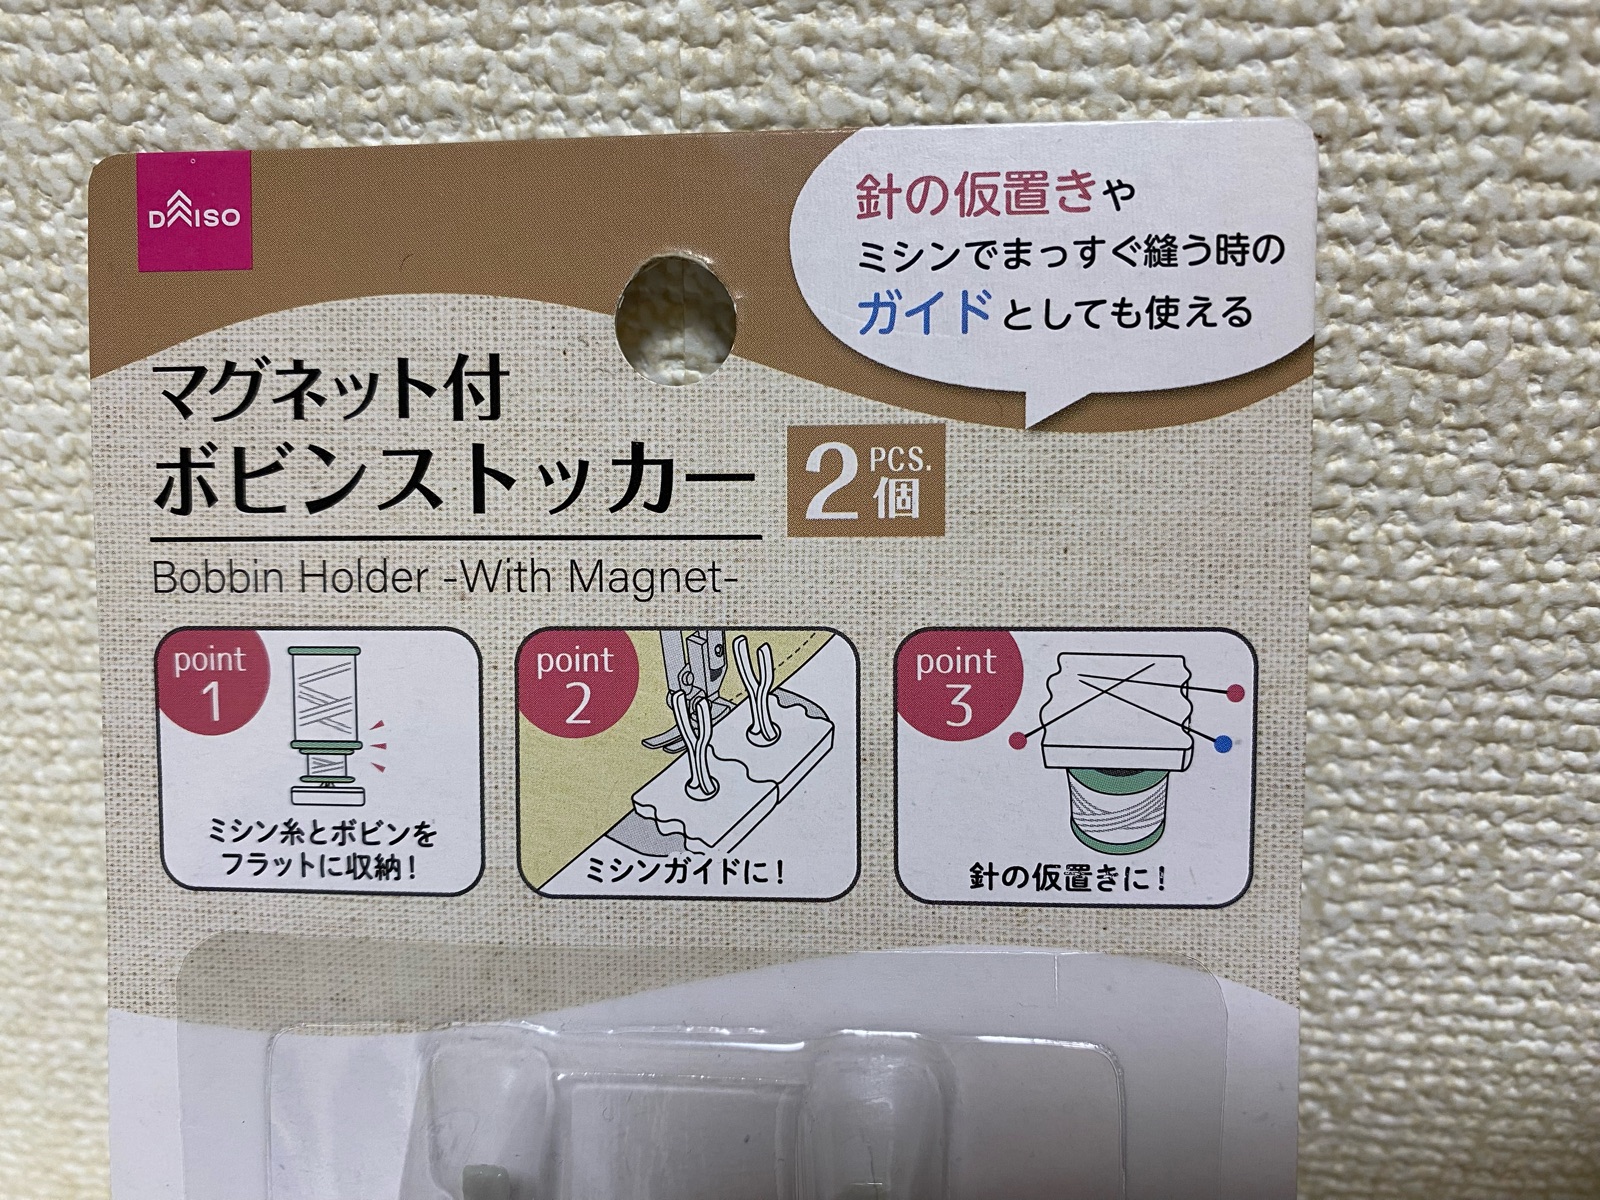 DAISO
針の仮置きや
ミシンでまっすぐ縫う時の
ガイドとしても使える
マグネット付
ボビンストッカー
2 PCS.
個
Bobbin Holder -With Magnet-
point
1
ミシン糸とボビンを
フラットに収納!
point
2
ミシンガイドに!
point
3
針の仮置きに!